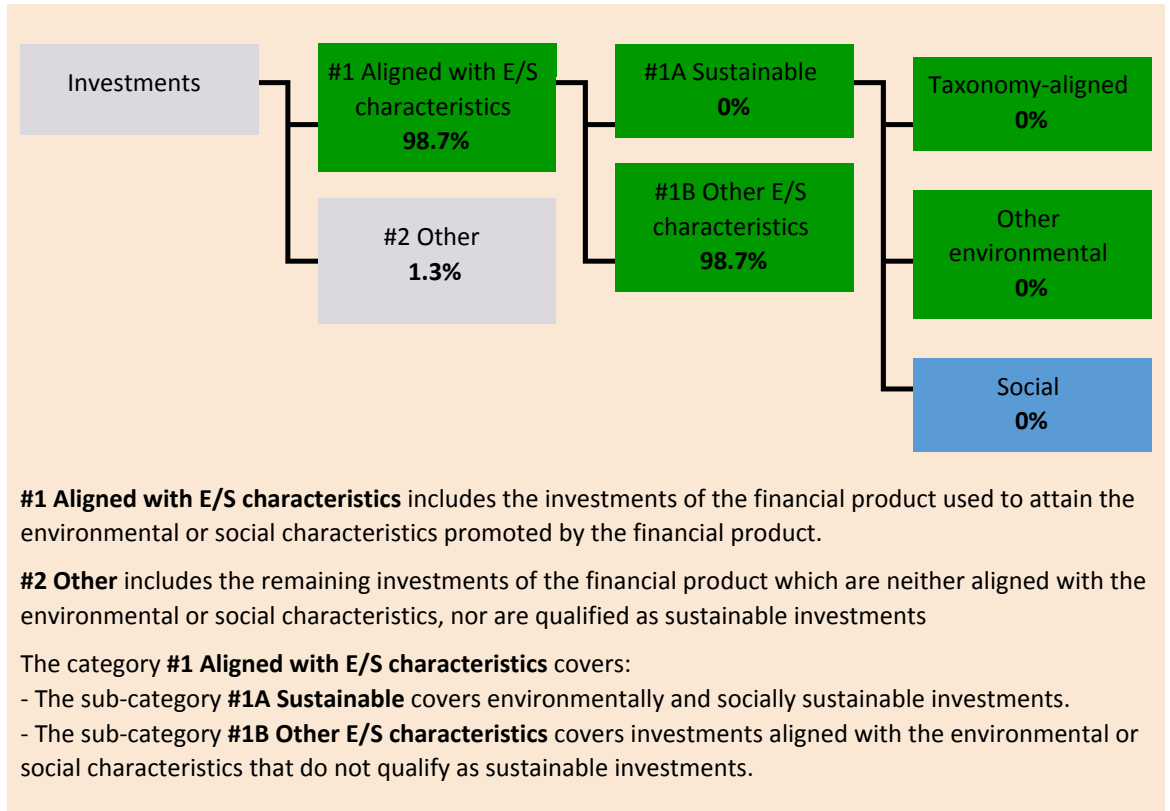 Investments
#1 Aligned with E/S
characteristics
98.7%
#2 Other
1.3%
#1A Sustainable
0%
#1B Other E/S
characteristics
98.7%
Taxonomy-aligned
0%
Other
environmental
0%
Social
0%
#1 Aligned with E/S characteristics includes the investments of the financial product used to attain the
environmental or social characteristics promoted by the financial product.
#2 Other includes the remaining investments of the financial product which are neither aligned with the
environmental or social characteristics, nor are qualified as sustainable investments
The category #1 Aligned with E/S characteristics covers:
- The sub-category #1A Sustainable covers environmentally and socially sustainable investments.
- The sub-category #1B Other E/S characteristics covers investments aligned with the environmental or
social characteristics that do not qualify as sustainable investments.